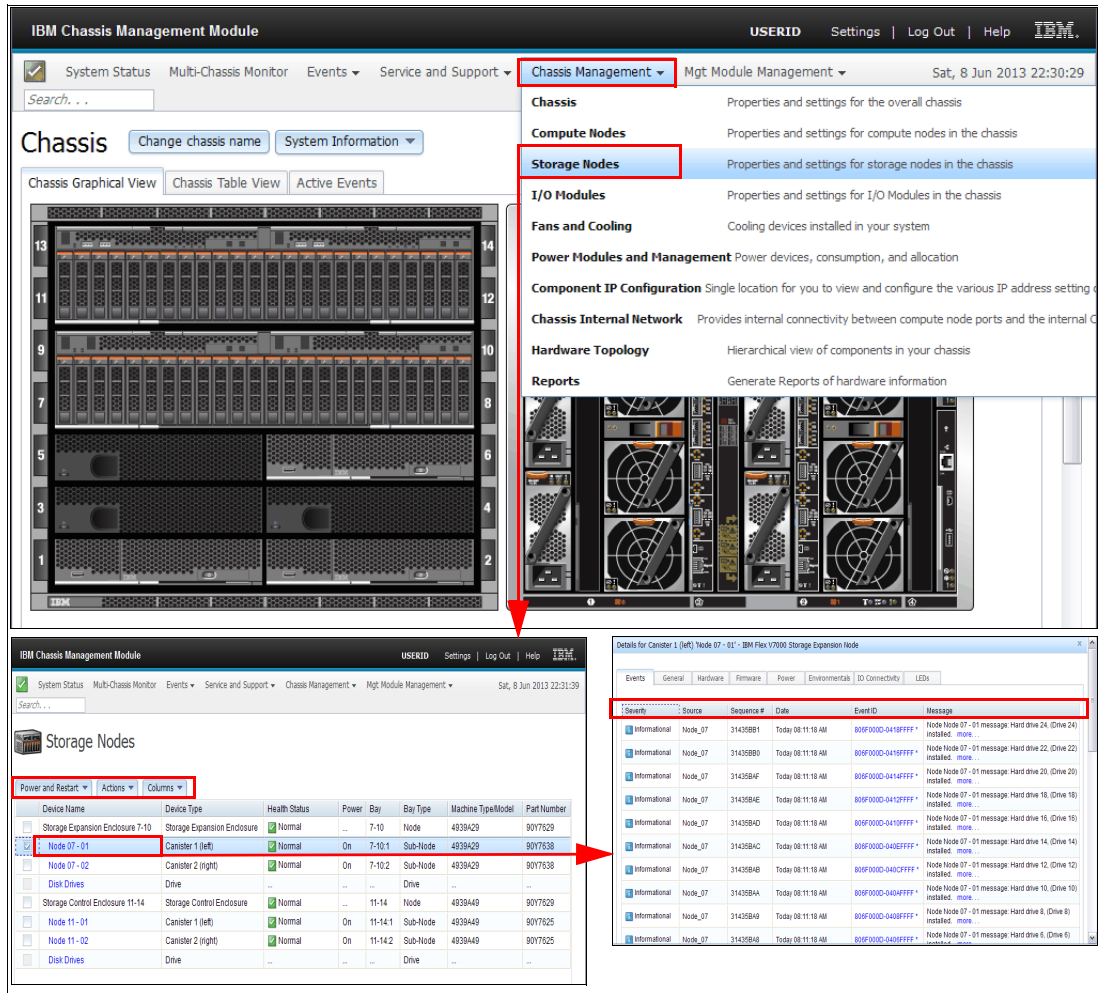 IBM Chassis Management Module
USERID Settings | Log Out | Help IBM.
System Status Multi-Chassis Monitor Events Service and Support Chassis Management Mgt Module Management Sat, 8 Jun 2013 22:30:29
Search. . .
Chassis Change chassis name System Information
Chassis Graphical View Chassis Table View Active Events
Chassis Properties and settings for the overall chassis
Compute Nodes Properties and settings for compute nodes in the chassis
Storage Nodes Properties and settings for storage nodes in the chassis
I/O Modules Properties and settings for I/O Modules in the chassis
Fans and Cooling Cooling devices installed in your system
Power Modules and Management Power devices, consumption, and allocation
Component IP Configuration Single location for you to view and configure the various IP address setting
Chassis Internal Network Provides internal connectivity between compute node ports and the internal
Hardware Topology Hierarchical view of components in your chassis
Reports Generate Reports of hardware information
13 14
11 12
9 10
7 8
5 6
3 4
1 2
IBM
IBM Chassis Management Module
USERID Settings | Log Out | Help IBM.
System Status Multi-Chassis Monitor Events Service and Support Chassis Management Mgt Module Management Sat, 8 Jun 2013 22:31:39
Search. . .
Storage Nodes
Power and Restart Actions Columns
Device Name Device Type Health Status Power Bay Bay Type Machine Type/Model Part Number
Storage Expansion Enclosure 7-10 Storage Expansion Enclosure Normal ... 7-10 Node 4939A29 90Y7629
Node 07 - 01 Canister 1 (left) Normal On 7-10:1 Sub-Node 4939A29 90Y7638
Node 07 - 02 Canister 2 (right) Normal On 7-10:2 Sub-Node 4939A29 90Y7638
Disk Drives Drive ... ... ... Drive ... ...
Storage Control Enclosure 11-14 Storage Control Enclosure Normal ... 11-14 Node 4939A49 90Y7629
Node 11 - 01 Canister 1 (left) Normal On 11-14:1 Sub-Node 4939A49 90Y7625
Node 11 - 02 Canister 2 (right) Normal On 11-14:2 Sub-Node 4939A49 90Y7625
Disk Drives Drive ... ... ... Drive ... ...
Details for Canister 1 (left) 'Node 07 - 01' - IBM Flex V7000 Storage Expansion Node x
Events General Hardware Firmware Power Environmentals IO Connectivity LEDs
Severity Source Sequence # Date Event ID Message
Informational Node_07 31435BB1 Today 08:11:18 AM 806F000D-0418FFFF * Node Node 07 - 01 message: Hard drive 24, (Drive 24)
installed. more. . .
Informational Node_07 31435BB0 Today 08:11:18 AM 806F000D-0416FFFF * Node Node 07 - 01 message: Hard drive 22, (Drive 22)
installed. more. . .
Informational Node_07 31435BAF Today 08:11:18 AM 806F000D-0414FFFF * Node Node 07 - 01 message: Hard drive 20, (Drive 20)
installed. more. . .
Informational Node_07 31435BAE Today 08:11:18 AM 806F000D-0412FFFF * Node Node 07 - 01 message: Hard drive 18, (Drive 18)
installed. more. . .
Informational Node_07 31435BAD Today 08:11:18 AM 806F000D-0410FFFF * Node Node 07 - 01 message: Hard drive 16, (Drive 16)
installed. more. . .
Informational Node_07 31435BAC Today 08:11:18 AM 806F000D-040EFFFF * Node Node 07 - 01 message: Hard drive 14, (Drive 14)
installed. more. . .
Informational Node_07 31435BAB Today 08:11:18 AM 806F000D-040CFFFF * Node Node 07 - 01 message: Hard drive 12, (Drive 12)
installed. more. . .
Informational Node_07 31435BAA Today 08:11:18 AM 806F000D-040AFFFF * Node Node 07 - 01 message: Hard drive 10, (Drive 10)
installed. more. . .
Informational Node_07 31435BA9 Today 08:11:18 AM 806F000D-0408FFFF * Node Node 07 - 01 message: Hard drive 8, (Drive 8)
installed. more. . .
Informational Node_07 31435BA8 Today 08:11:18 AM 806F000D-0406FFFF * Node Node 07 - 01 message: Hard drive 6, (Drive 6)
installed. more. . .